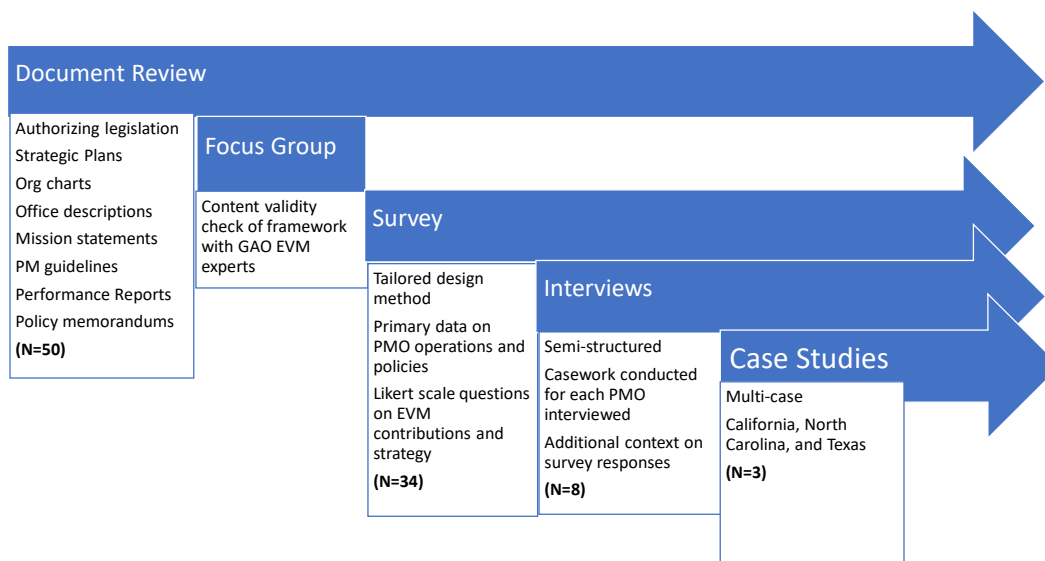 Document Review
Authorizing legislation
Strategic Plans
Org charts
Office descriptions
Mission statements
PM guidelines
Performance Reports
Policy memorandums
(N=50)
Focus Group
Content validity
check of framework
with GAO EVM
experts
Survey
Tailored design
method
Primary data on
PMO operations and
policies
Likert scale questions
on EVM
contributions and
strategy
(N=34)
Interviews
Semi-structured
Casework conducted
for each PMO
interviewed
Additional context on
survey responses
(N=8)
Case Studies
Multi-case
California, North
Carolina, and Texas
(N=3)